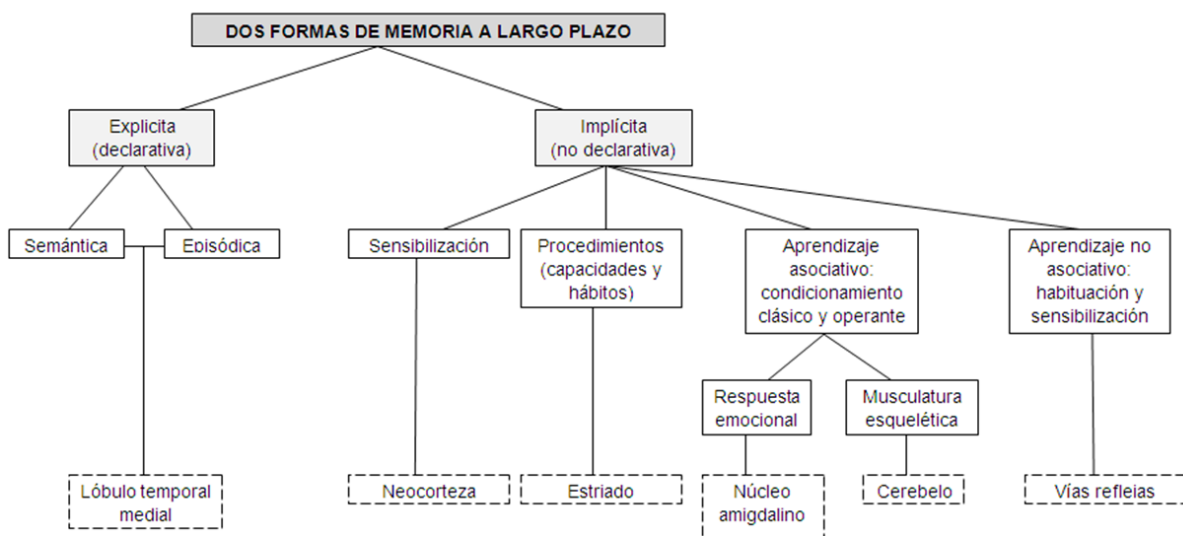 DOS FORMAS DE MEMORIA A LARGO PLAZO
Explicita
(declarativa)
Implícita
(no declarativa)
Semántica
Episódica
Sensibilización
Procedimientos
(capacidades y
hábitos)
Aprendizaje
asociativo:
condicionamiento
clásico y operante
Aprendizaje no
asociativo:
habituación y
sensibilización
Respuesta
emocional
Musculatura
esquelética
Lóbulo temporal
medial
Neocorteza
Estriado
Núcleo
amigdalino
Cerebelo
Vías refleias